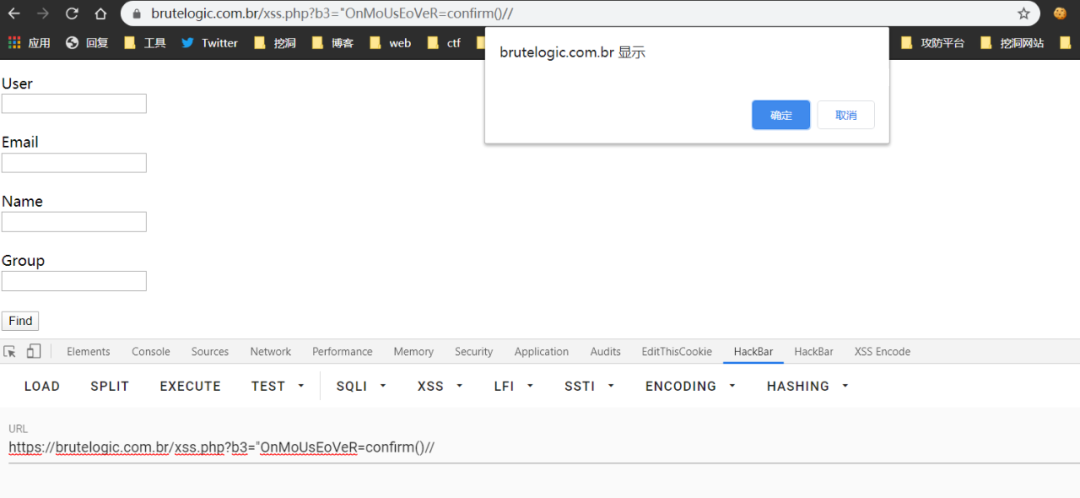 brutelogic.com.br/xss.php?b3="OnMoUsEoVeR=confirm()//
应用 回复 工具 Twitter 挖洞 博客 web ctf 攻防平台 挖洞网站
brutelogic.com.br 显示
确定 取消
User
Email
Name
Group
Find
Elements Console Sources Network Performance Memory Security Application Audits EditThisCookie HackBar HackBar XSS Encode
LOAD SPLIT EXECUTE TEST SQLI XSS LFI SSTI ENCODING HASHING
URL
https://brutelogic.com.br/xss.php?b3="OnMoUsEoVeR=confirm()//